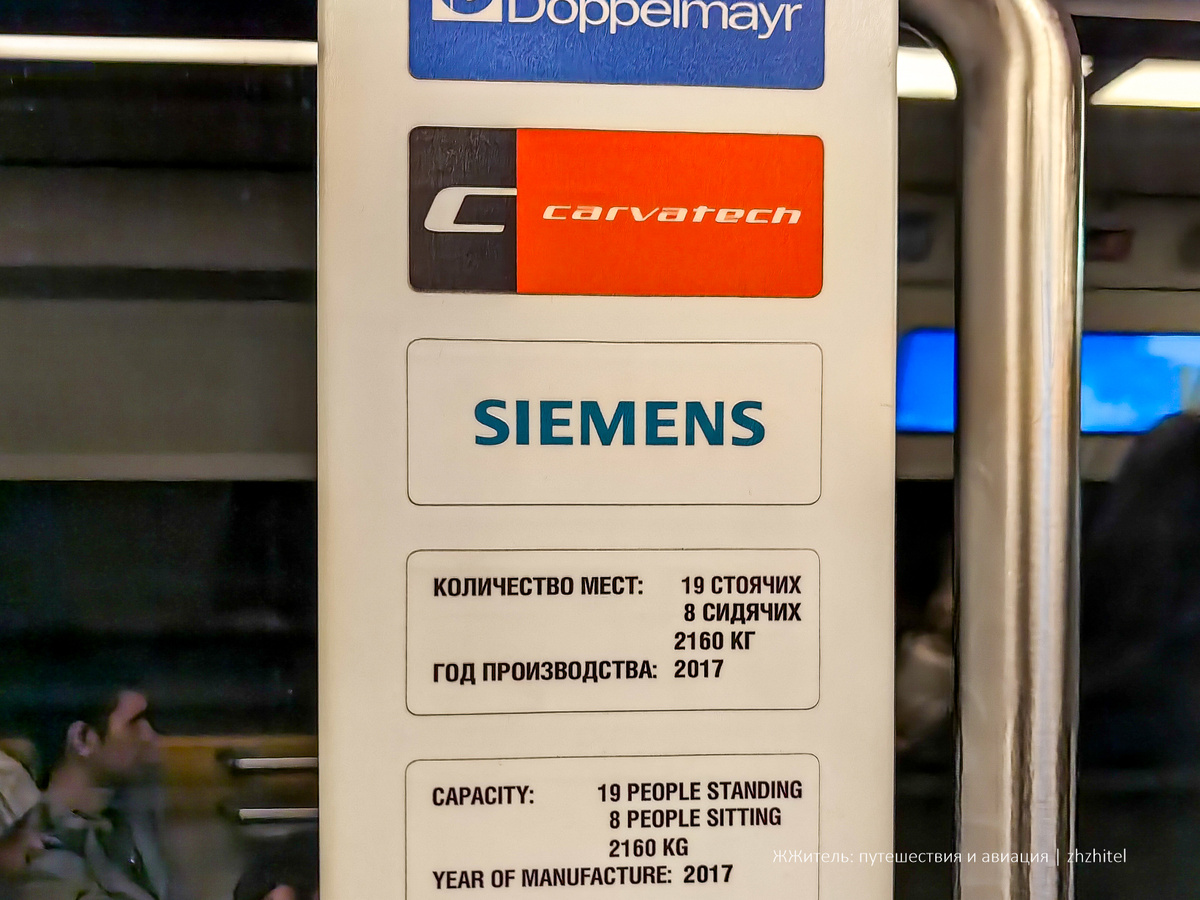 Doppelmayr
C carvatech
SIEMENS
КОЛИЧЕСТВО МЕСТ: 19 СТОЯЧИХ
8 СИДЯЧИХ
2160 КГ
ГОД ПРОИЗВОДСТВА: 2017
CAPACITY: 19 PEOPLE STANDING
8 PEOPLE SITTING
2160 KG
YEAR OF MANUFACTURE: 2017
ЖЖитель: путешествия и авиация | zhzhitel